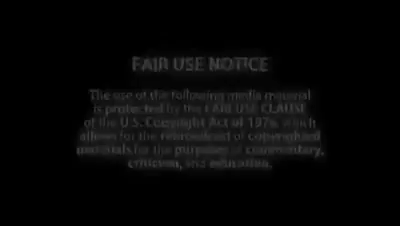 FAIR USE NOTICE
The use of the following media material
is protected by the FAIR USE CLAUSE
of the U.S. Copyright Act of 1976, which
allows for the rebroadcast of copyrighted
materials for the purposes of commentary,
criticism, and education.